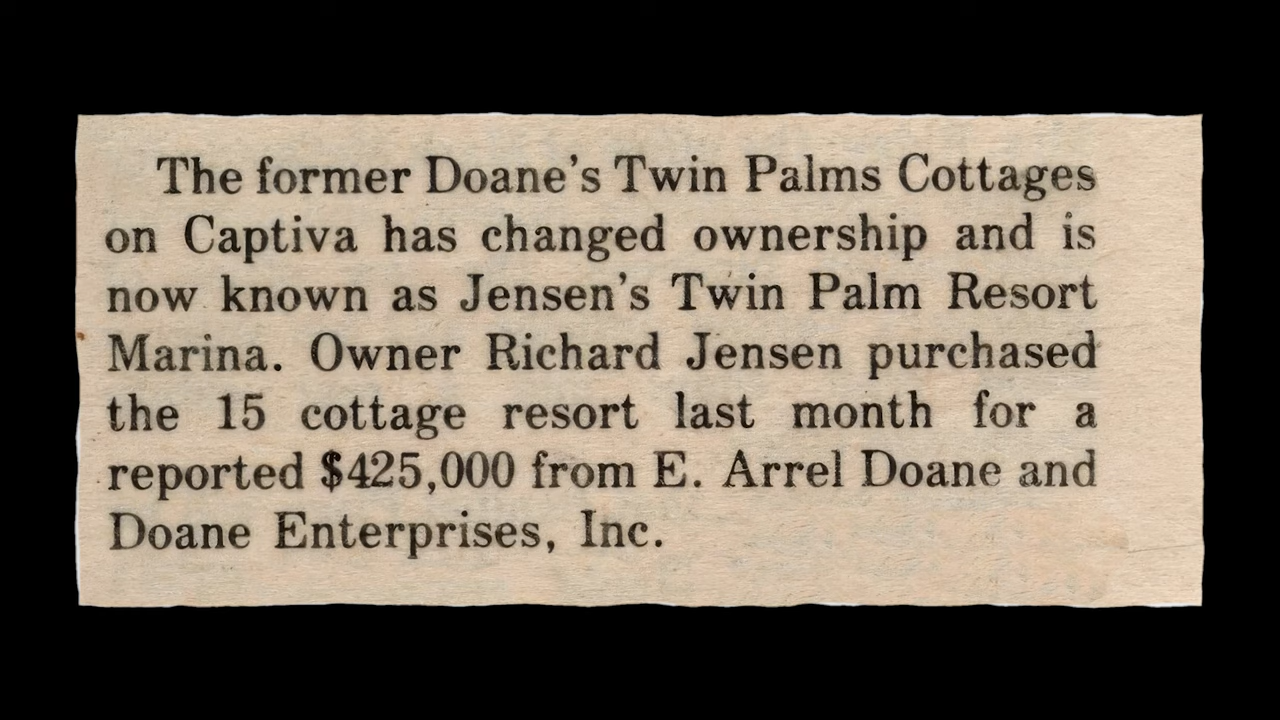 The former Doane's Twin Palms Cottages
on Captiva has changed ownership and is
now known as Jensen's Twin Palm Resort
Marina. Owner Richard Jensen purchased
the 15 cottage resort last month for a
reported $425,000 from E. Arrel Doane and
Doane Enterprises, Inc.